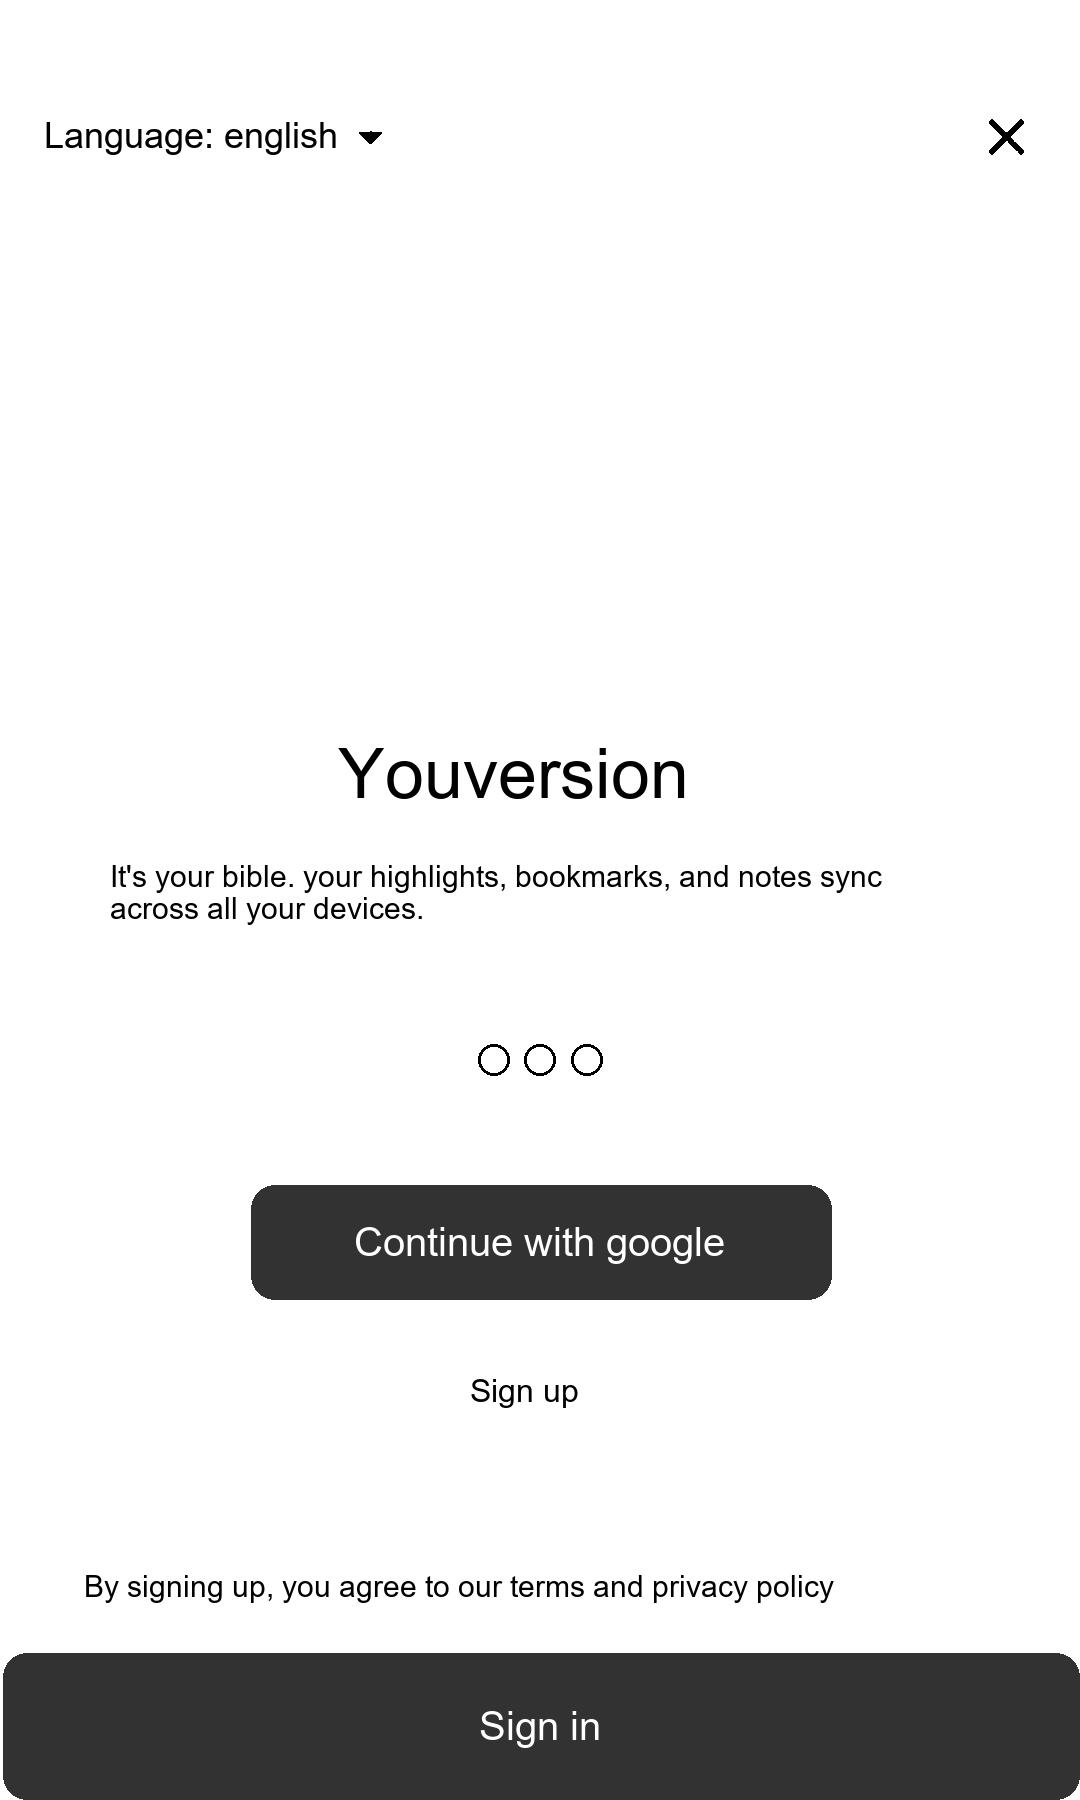 Language: english
Youversion
It's your bible. your highlights, bookmarks, and notes sync
across all your devices.
Continue with google
Sign up
By signing up, you agree to our terms and privacy policy
Sign in